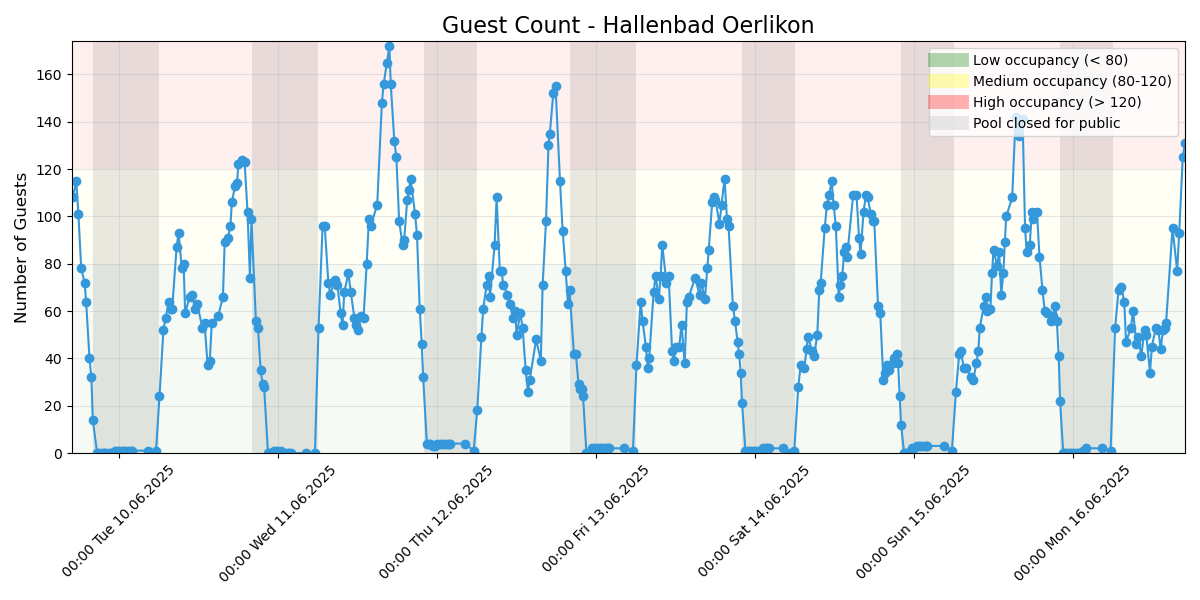 Guest Count - Hallenbad Oerlikon
Number of Guests
160
140
120
100
80
60
40
20
0
Low occupancy (< 80)
Medium occupancy (80-120)
High occupancy (> 120)
Pool closed for public
00:00 Tue 10.06.2025
00:00 Wed 11.06.2025
00:00 Thu 12.06.2025
00:00 Fri 13.06.2025
00:00 Sat 14.06.2025
00:00 Sun 15.06.2025
00:00 Mon 16.06.2025